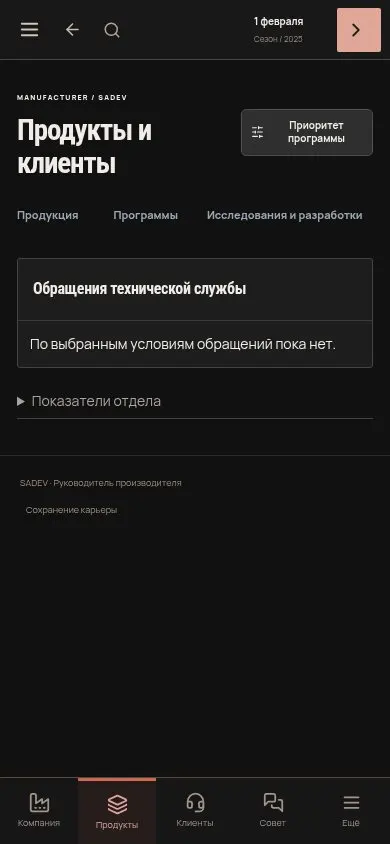 1 февраля
Сезон / 2025
MANUFACTURER / SADEV
Продукты и
клиенты
Приоритет
программы
Продукция Программы Исследования и разработки
Обращения технической службы
По выбранным условиям обращений пока нет.
Показатели отдела
SADEV · Руководитель производителя
Сохранение карьеры
Компания Продукты Клиенты Совет Ещё